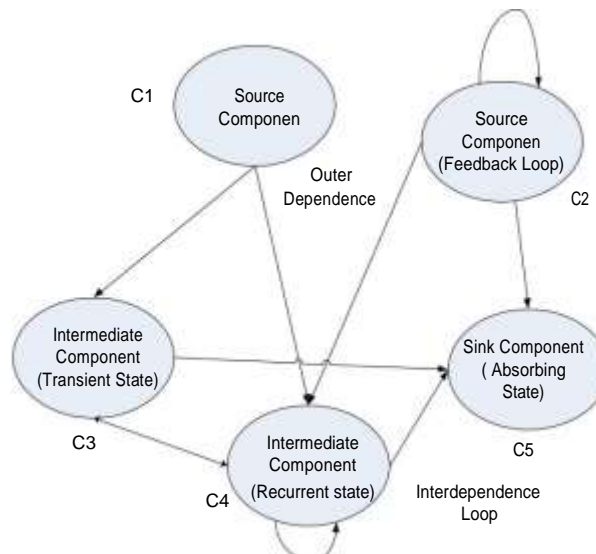 C1
Source
Componen
Source
Componen
(Feedback Loop)
C2
Outer
Dependence
Intermediate
Component
(Transient State)
C3
Sink Component
( Absorbing
State)
C5
Intermediate
Component
(Recurrent state)
C4
Interdependence
Loop